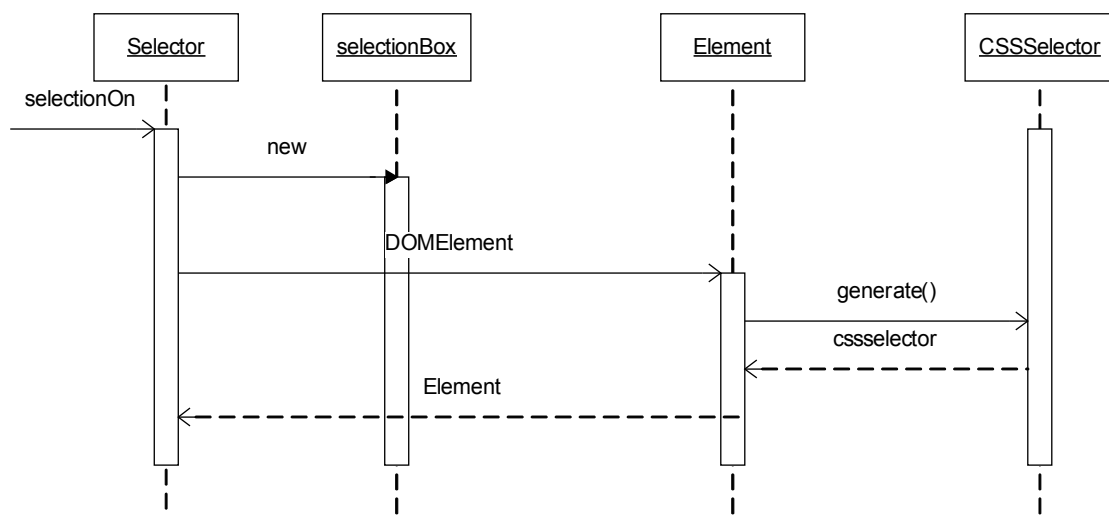 Selector
selectionBox
Element
CSSSelector
selectionOn
new
DOMElement
generate()
cssselector
Element